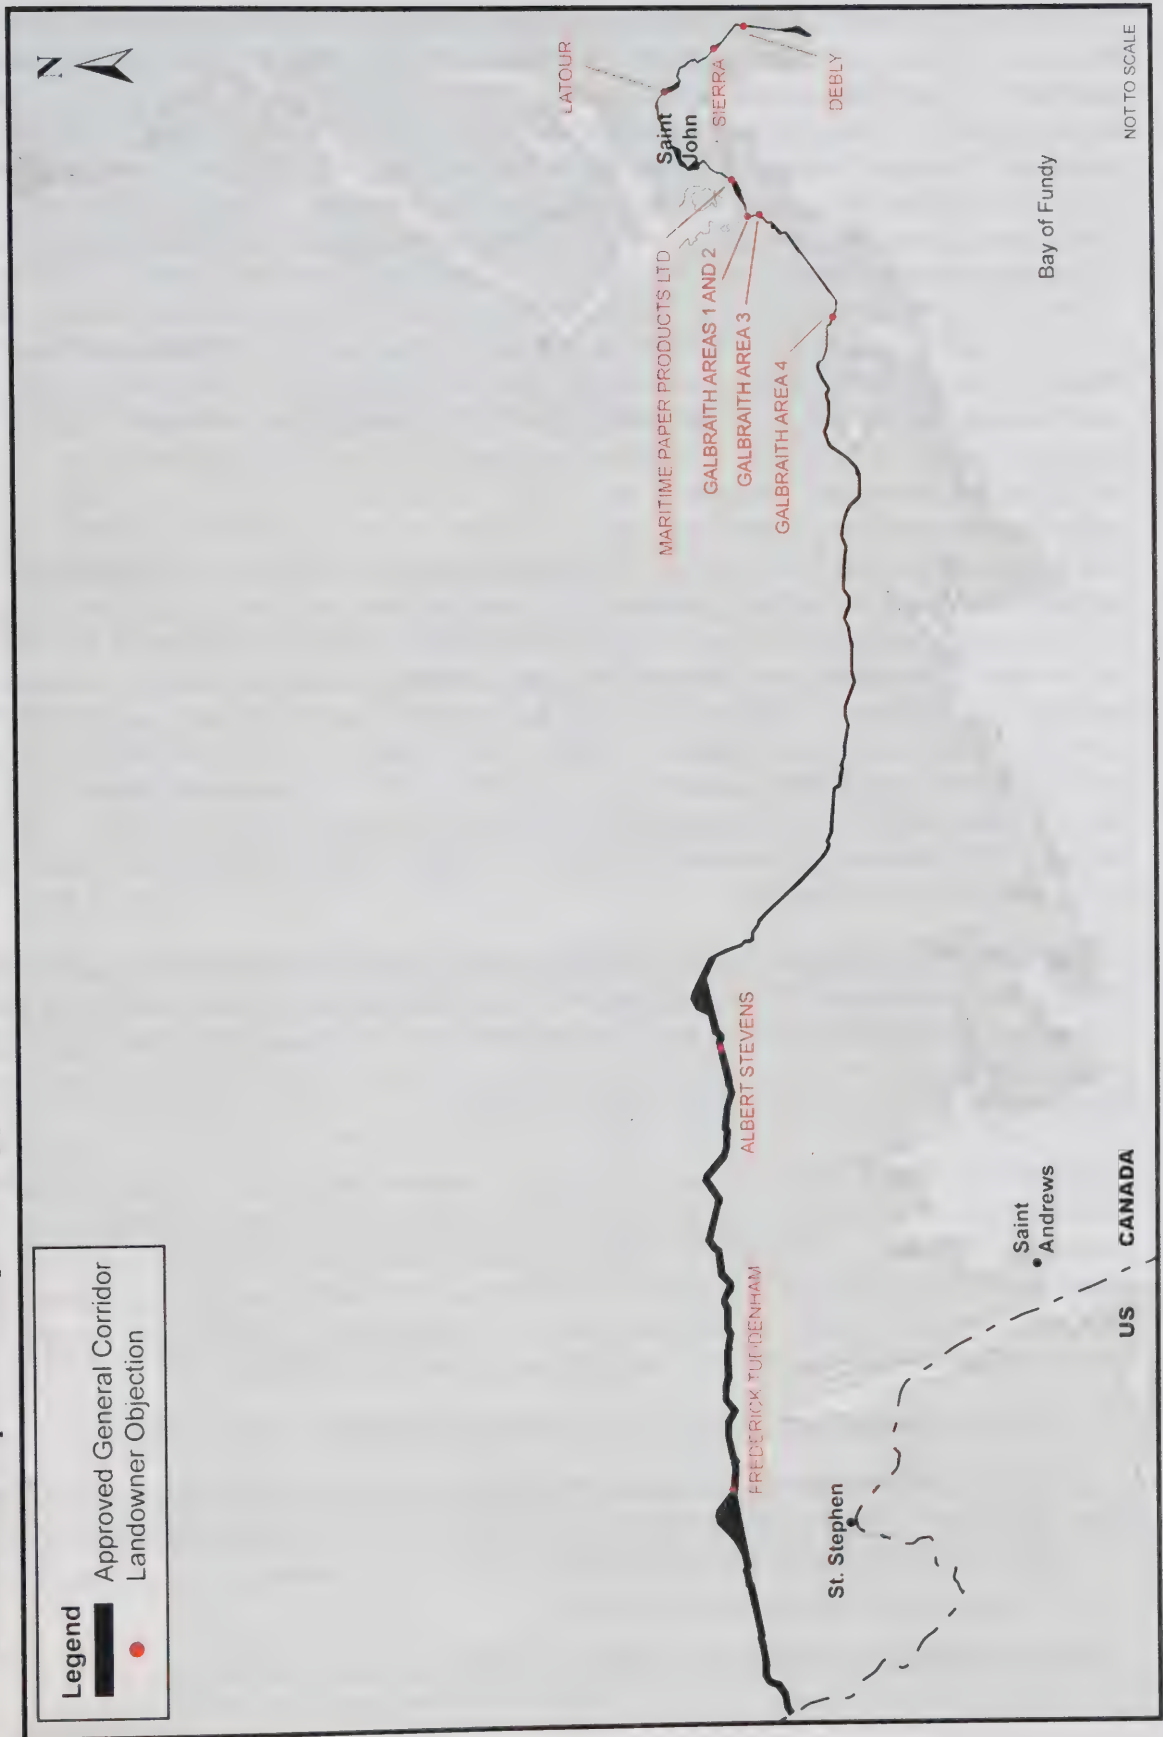 Legend
Approved General Corridor
Landowner Objection
N
LATOUR
Saint
John
SIERRA
DEBLY
MARITIME PAPER PRODUCTS LTD
GALBRAITH AREAS 1 AND 2
GALBRAITH AREA 3
GALBRAITH AREA 4
ALBERT STEVENS
FREDERICK TUDDENHAM
St. Stephen
Saint
Andrews
Bay of Fundy
US CANADA
NOT TO SCALE